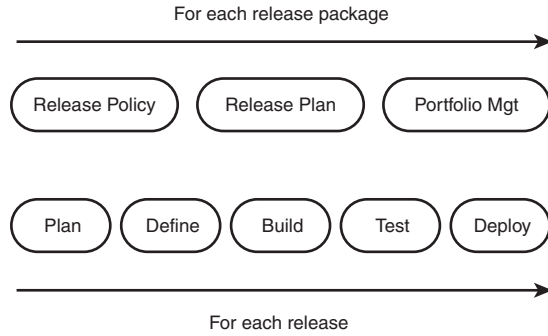 For each release package
Release Policy
Release Plan
Portfolio Mgt
Plan
Define
Build
Test
Deploy
For each release